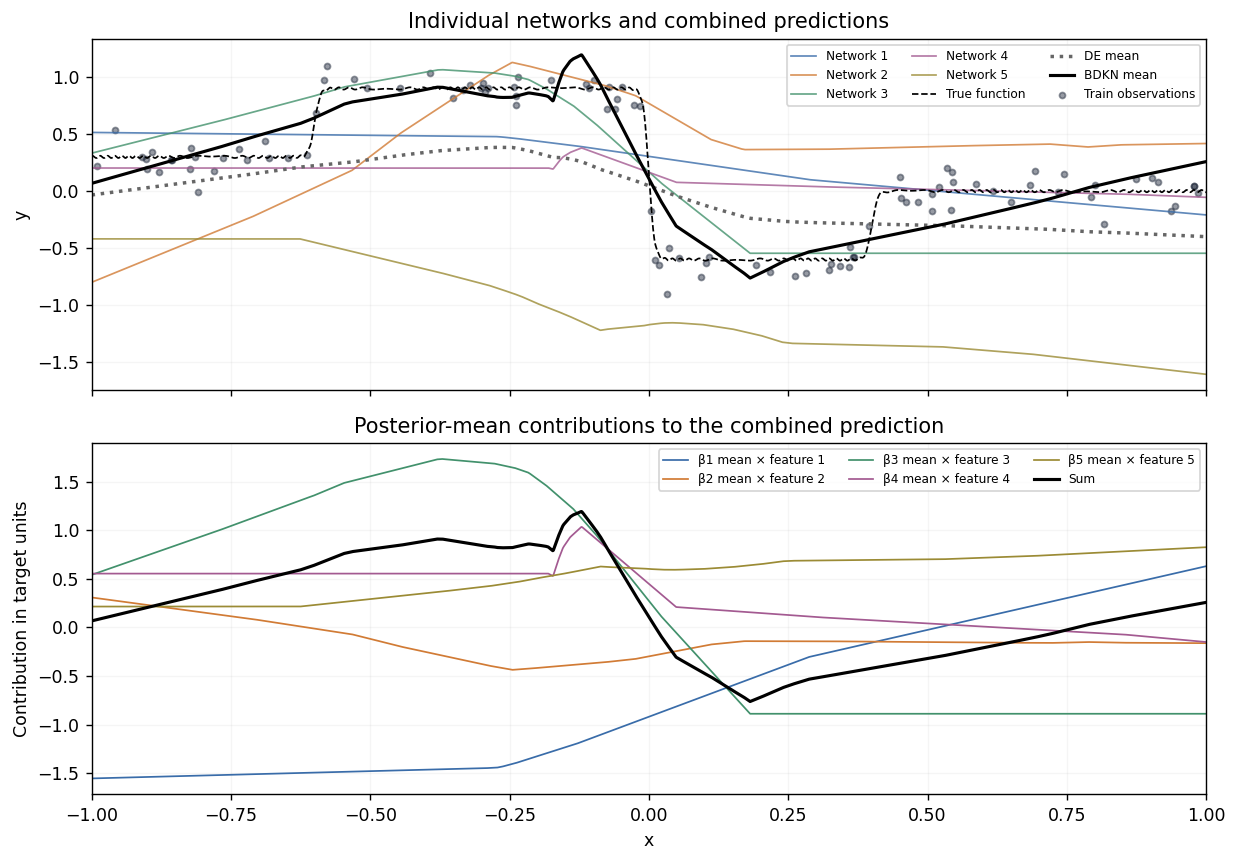 Individual networks and combined predictions
Network 1
Network 2
Network 3
Network 4
Network 5
True function
DE mean
BDKN mean
Train observations
y
1.0
0.5
0.0
−0.5
−1.0
−1.5
Posterior-mean contributions to the combined prediction
β1 mean × feature 1
β2 mean × feature 2
β3 mean × feature 3
β4 mean × feature 4
β5 mean × feature 5
Sum
Contribution in target units
1.5
1.0
0.5
0.0
−0.5
−1.0
−1.5
−1.00 −0.75 −0.50 −0.25 0.00 0.25 0.50 0.75 1.00
x